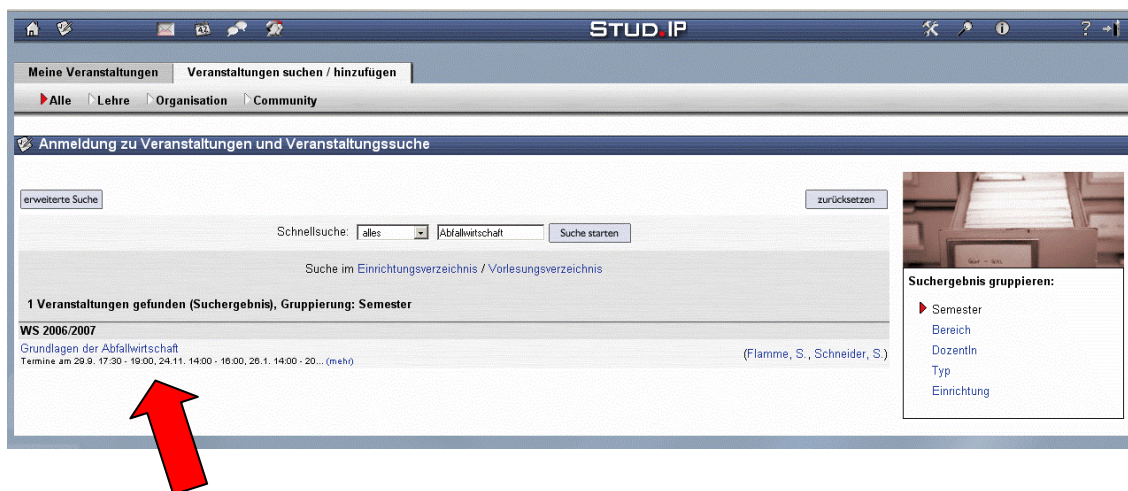 STUD.IP ?
Meine Veranstaltungen Veranstaltungen suchen / hinzufügen
Alle Lehre Organisation Community
Anmeldung zu Veranstaltungen und Veranstaltungssuche
erweiterte Suche zurücksetzen
Schnellsuche: alles Abfallwirtschaft Suche starten
Suche im Einrichtungsverzeichnis / Vorlesungsverzeichnis
1 Veranstaltungen gefunden (Suchergebnis), Gruppierung: Semester
WS 2006/2007
Grundlagen der Abfallwirtschaft (Flamme, S., Schneider, S.)
Termine am 29.9. 17:30 - 19:00, 24.11. 14:00 - 16:00, 26.1. 14:00 - 20... (mehr)
Suchergebnis gruppieren:
Semester
Bereich
DozentIn
Typ
Einrichtung